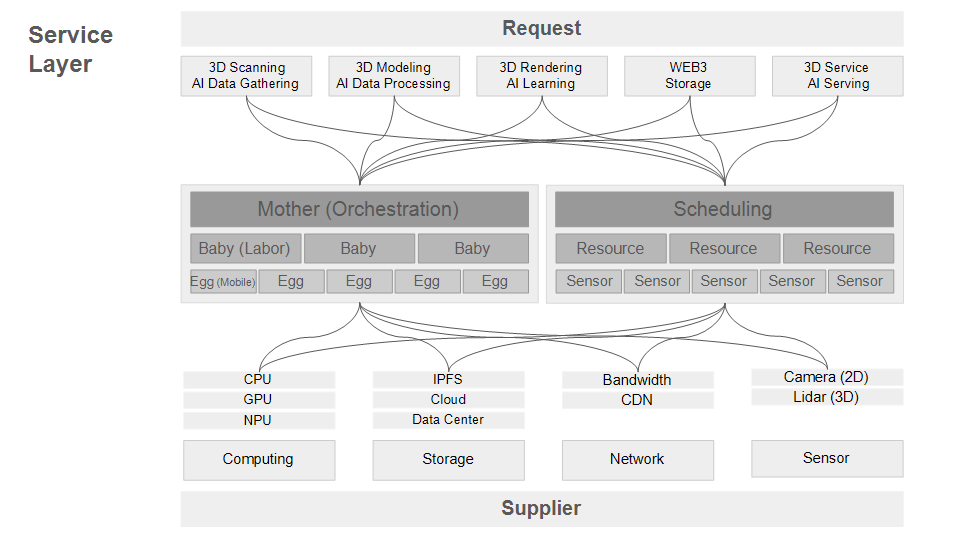 Service
Layer
Request
3D Scanning
AI Data Gathering
3D Modeling
AI Data Processing
3D Rendering
AI Learning
WEB3
Storage
3D Service
AI Serving
Mother (Orchestration)
Baby (Labor)
Baby
Baby
Egg (Mobile)
Egg
Egg
Egg
Egg
Scheduling
Resource
Resource
Resource
Sensor
Sensor
Sensor
Sensor
Sensor
CPU
GPU
NPU
Computing
IPFS
Cloud
Data Center
Storage
Bandwidth
CDN
Network
Camera (2D)
Lidar (3D)
Sensor
Supplier